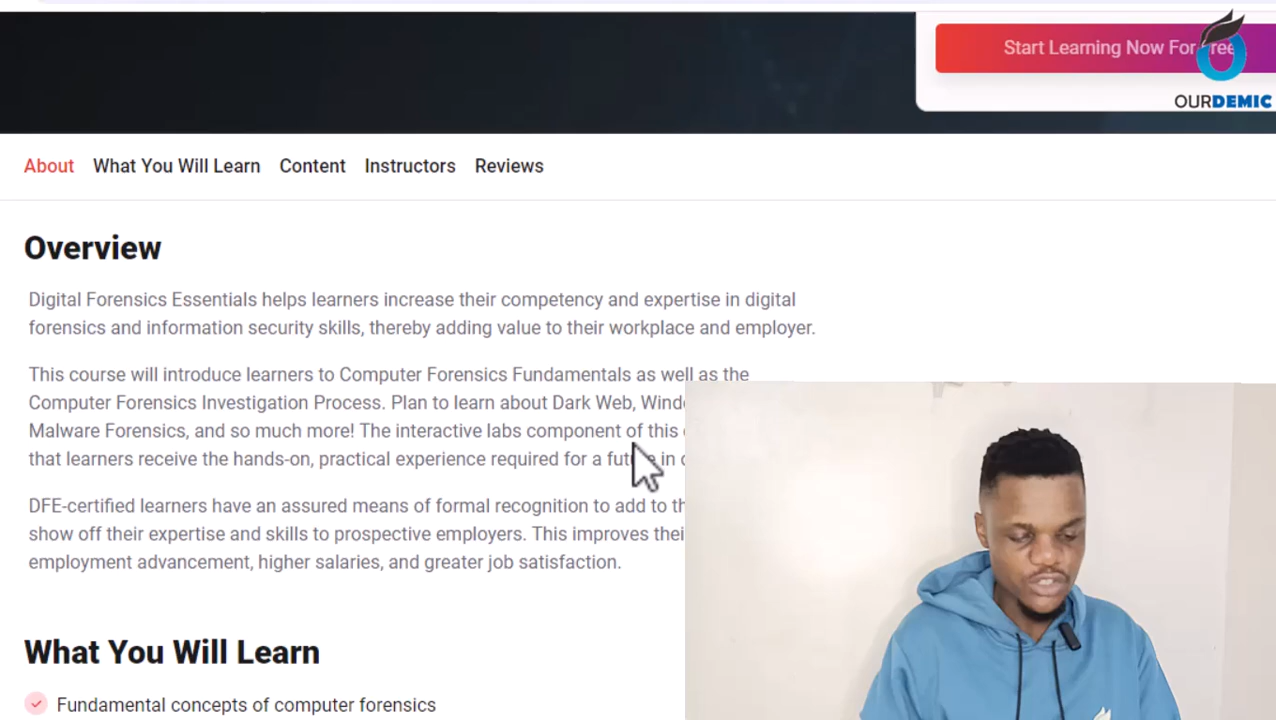 Start Learning Now For Free
OURDEMIC
About What You Will Learn Content Instructors Reviews
Overview
Digital Forensics Essentials helps learners increase their competency and expertise in digital
forensics and information security skills, thereby adding value to their workplace and employer.
This course will introduce learners to Computer Forensics Fundamentals as well as the
Computer Forensics Investigation Process. Plan to learn about Dark Web,
Malware Forensics, and so much more! The interactive labs component of this
that learners receive the hands-on, practical experience required for a future in
DFE-certified learners have an assured means of formal recognition to add to
show off their expertise and skills to prospective employers. This improves
employment advancement, higher salaries, and greater job satisfaction.
What You Will Learn
Fundamental concepts of computer forensics